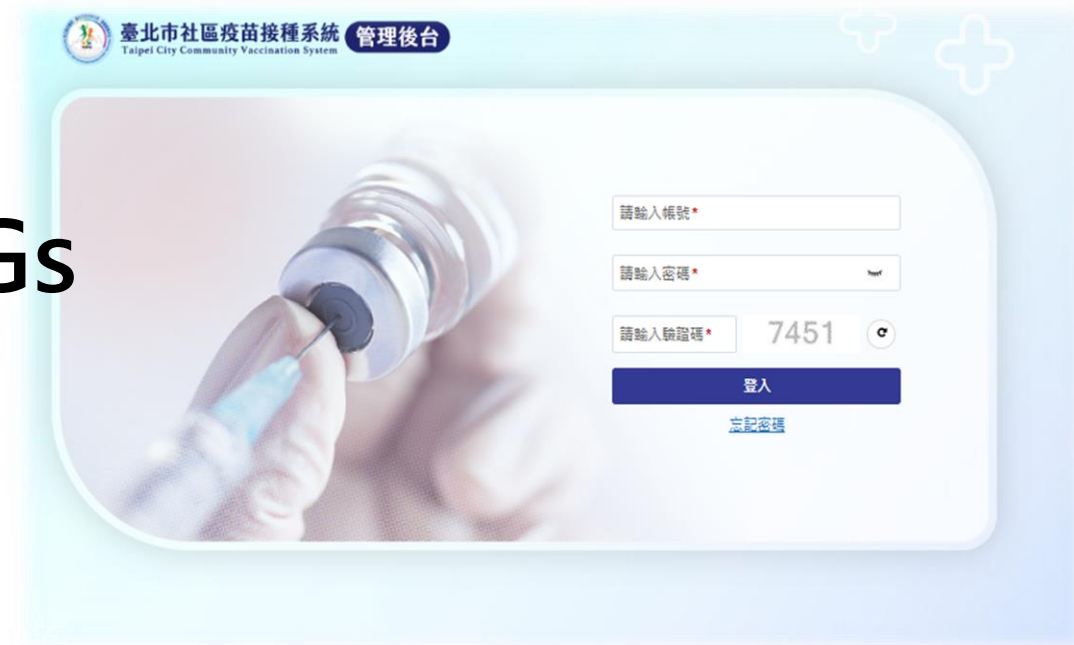 臺北市社區疫苗接種系統 管理後台
Taipei City Community Vaccination System
Gs
請輸入帳號*
請輸入密碼*
請輸入驗證碼* 7451
登入
忘記密碼